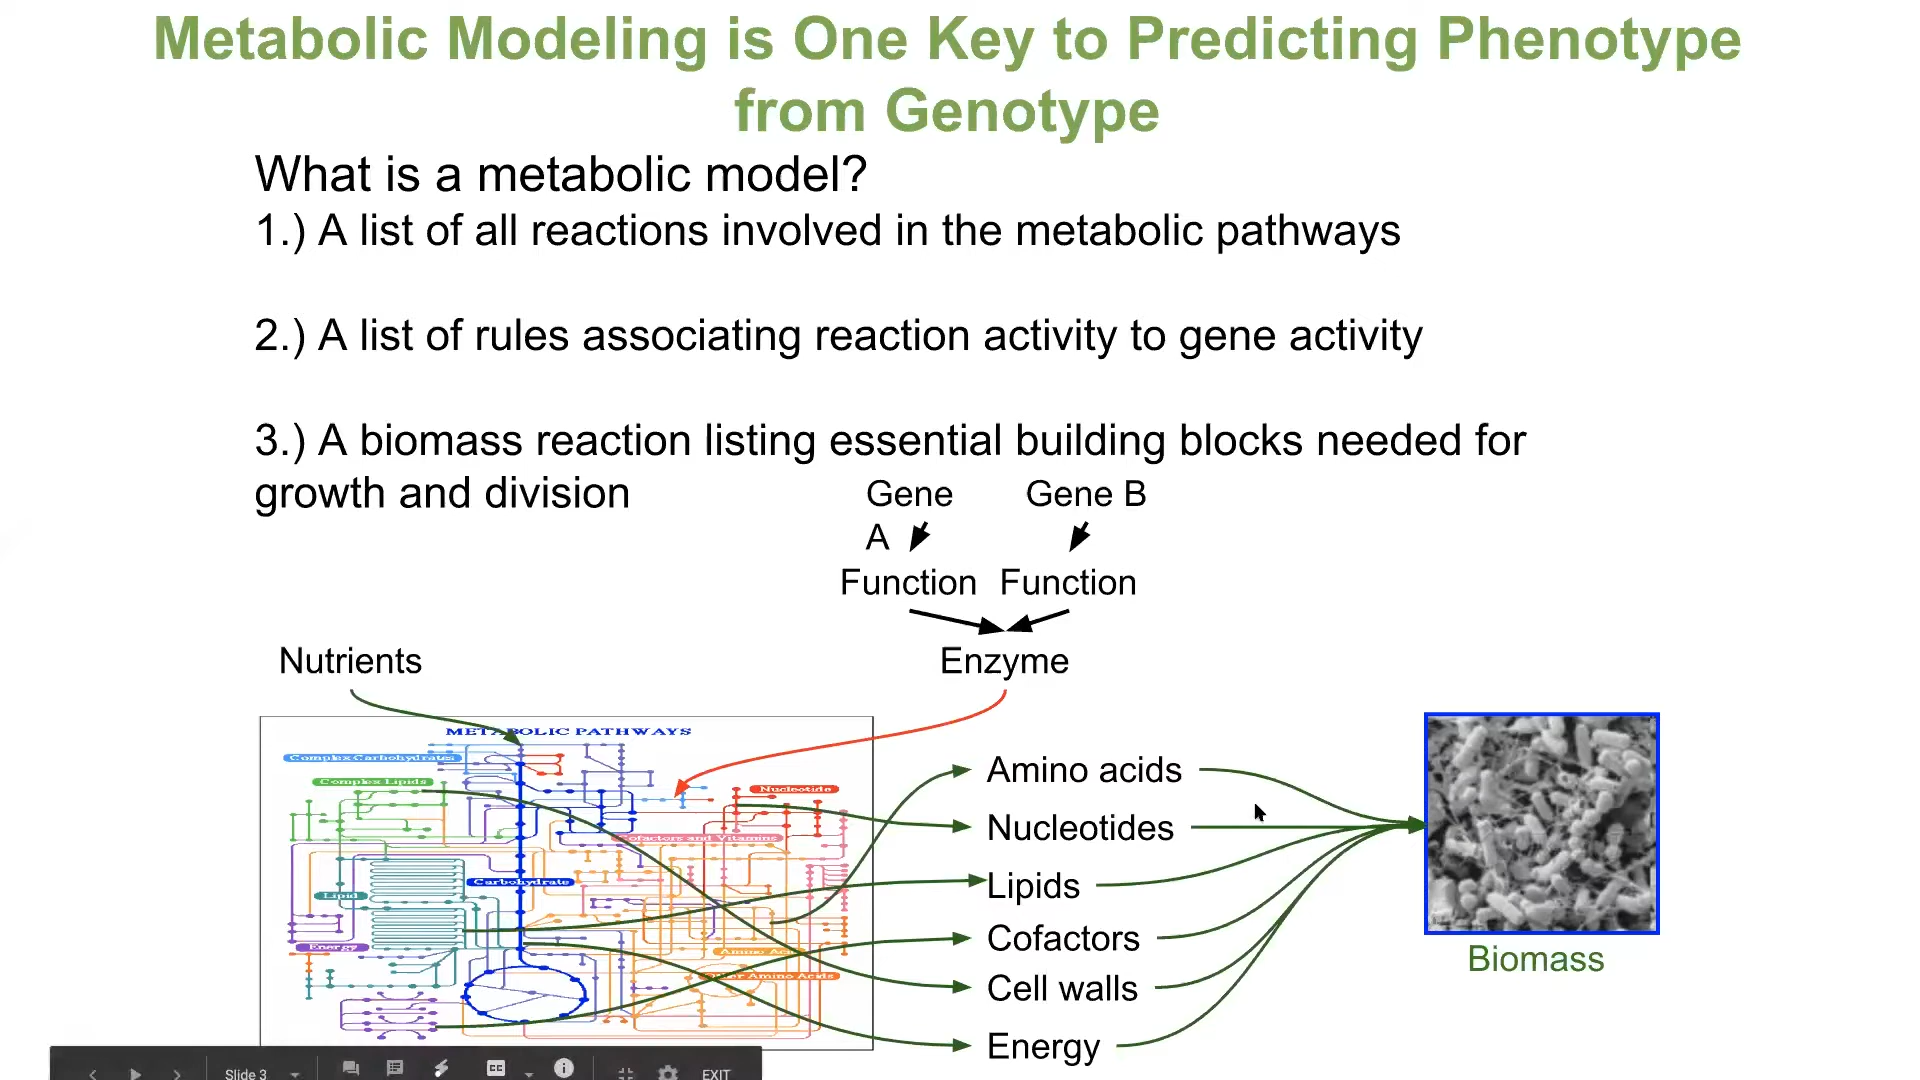 Metabolic Modeling is One Key to Predicting Phenotype
from Genotype
What is a metabolic model?
1.) A list of all reactions involved in the metabolic pathways
2.) A list of rules associating reaction activity to gene activity
3.) A biomass reaction listing essential building blocks needed for
growth and division
Gene
A
Gene B
Function
Function
Enzyme
Nutrients
METABOLIC PATHWAYS
Complex Carbohydrates
Complex Lipids
Nucleotide
Cofactors and Vitamins
Carbohydrate
Lipid
Energy
Amino Acids
Amino acids
Nucleotides
Lipids
Cofactors
Cell walls
Energy
Biomass
Slide 3
CC
EXIT